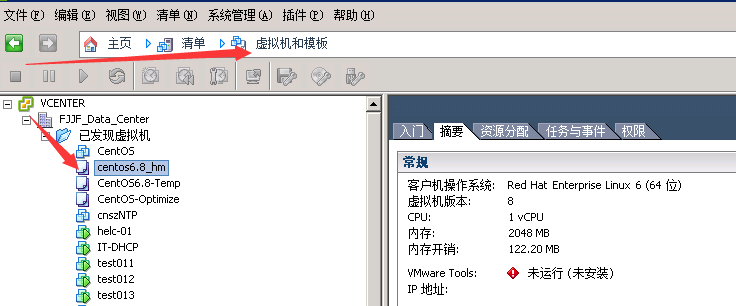 文件(F) 编辑(E) 视图(W) 清单(N) 系统管理(A) 插件(P) 帮助(H)
主页 清单 虚拟机和模板
VCENTER
FJJF_Data_Center
已发现虚拟机
CentOS
centos6.8_hm
CentOS6.8-Temp
CentOS-Optimize
cnszNTP
helc-01
IT-DHCP
test011
test012
test013
入门 摘要 资源分配 任务与事件 权限
常规
客户机操作系统: Red Hat Enterprise Linux 6 (64 位)
虚拟机版本: 8
CPU: 1 vCPU
内存: 2048 MB
内存开销: 122.20 MB
VMware Tools: 未运行 (未安装)
IP 地址: